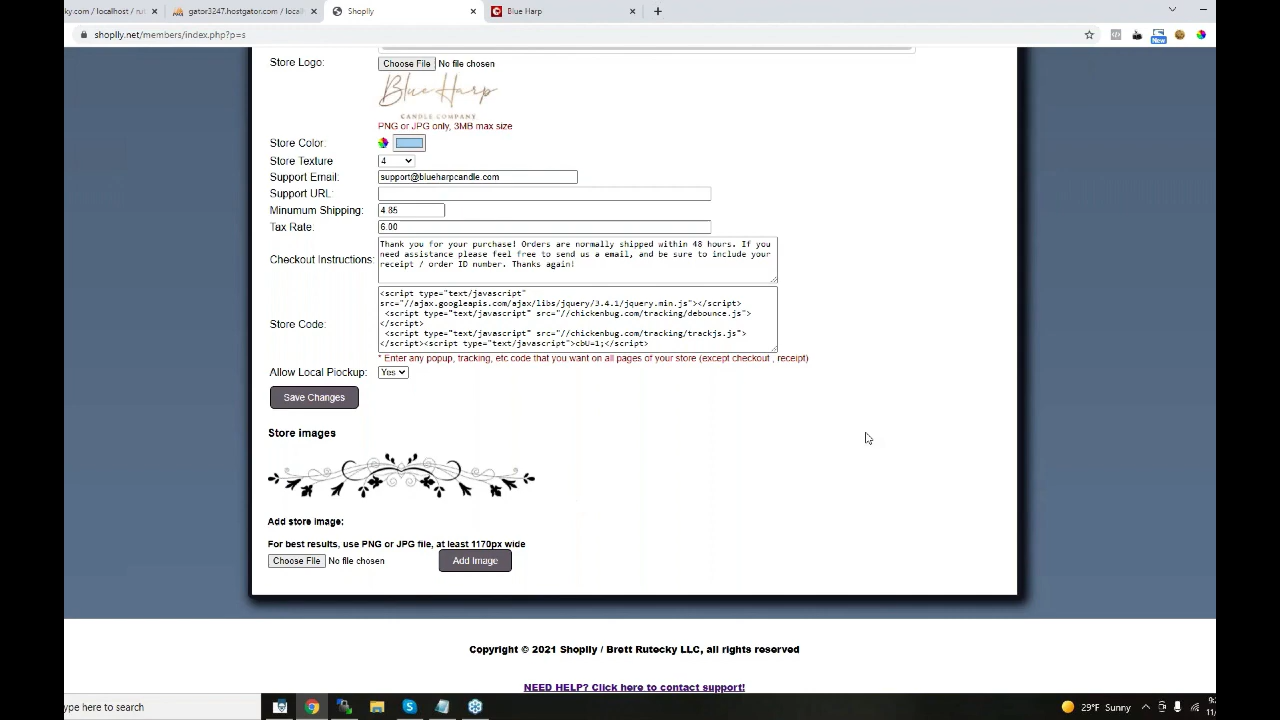 ky.com / localhost / rut
gator3247.hostgator.com / local
Shoplly
Blue Harp
shoplly.net/members/index.php?p=s
New
Store Logo:
Choose File No file chosen
Blue Harp
CANDLE COMPANY
PNG or JPG only, 3MB max size
Store Color:
Store Texture
4
Support Email:
support@blueharpcandle.com
Support URL:
Minumum Shipping:
4.85
Tax Rate:
6.00
Checkout Instructions:
Thank you for your purchase! Orders are normally shipped within 48 hours. If you
need assistance please feel free to send us a email, and be sure to include your
receipt / order ID number. Thanks again!
Store Code:
<script type="text/javascript"
src="//ajax.googleapis.com/ajax/libs/jquery/3.4.1/jquery.min.js"></script>
<script type="text/javascript" src="//chickenbug.com/tracking/debounce.js">
</script>
<script type="text/javascript" src="//chickenbug.com/tracking/trackjs.js">
</script><script type="text/javascript">cbU=1;</script>
* Enter any popup, tracking, etc code that you want on all pages of your store (except checkout , receipt)
Allow Local Piockup:
Yes
Save Changes
Store images
Add store image:
For best results, use PNG or JPG file, at least 1170px wide
Choose File No file chosen
Add Image
Copyright © 2021 Shoplly / Brett Rutecky LLC, all rights reserved
NEED HELP? Click here to contact support!
ype here to search
29°F Sunny